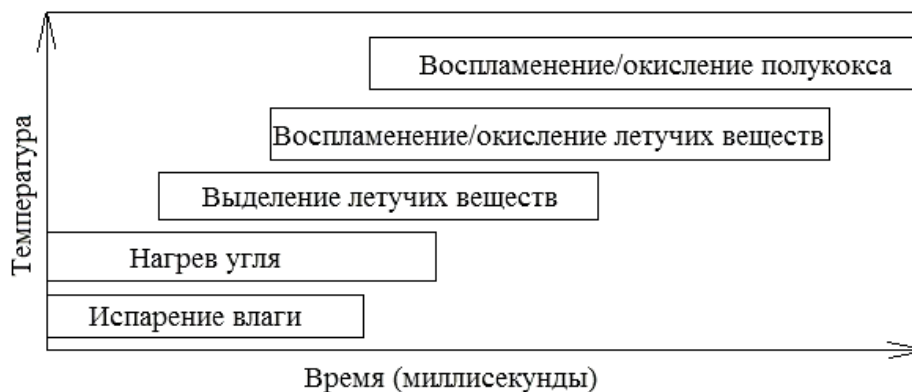 Температура
Воспламенение/окисление полукокса
Воспламенение/окисление летучих веществ
Выделение летучих веществ
Нагрев угля
Испарение влаги
Время (миллисекунды)